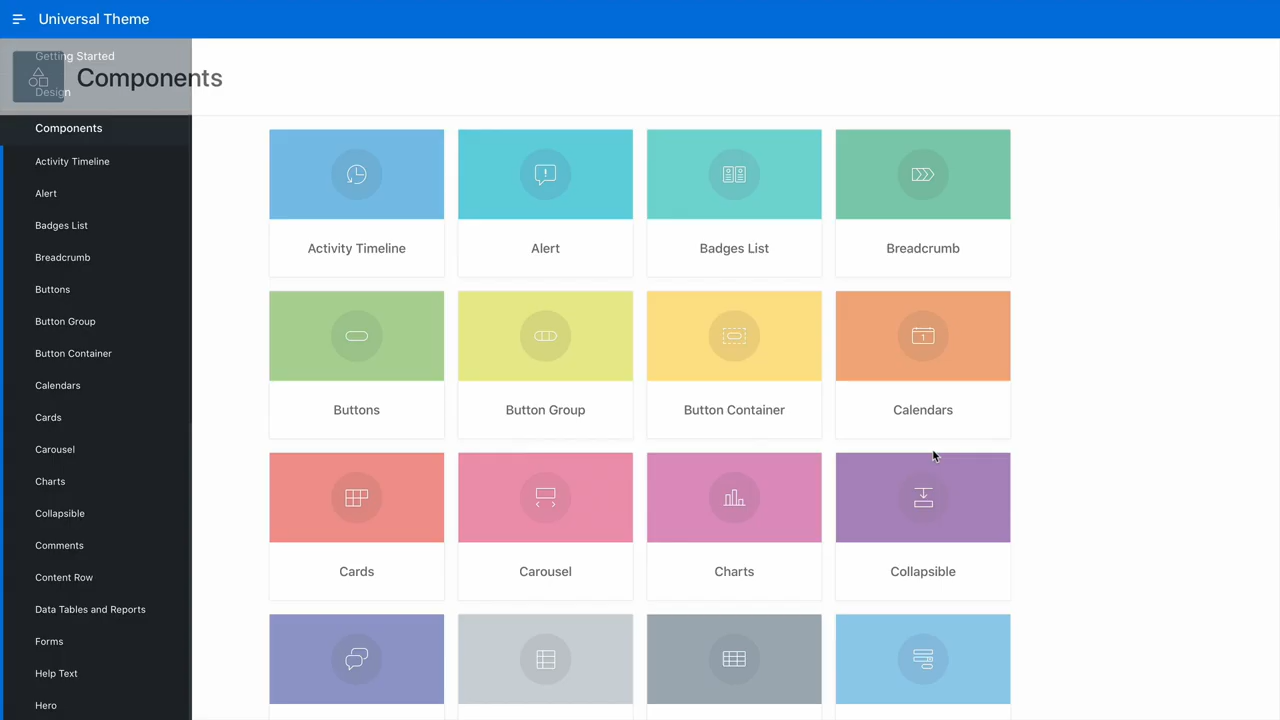 Universal Theme
Getting Started
Components
Design
Components
Activity Timeline
Alert
Badges List
Breadcrumb
Buttons
Button Group
Button Container
Calendars
Cards
Carousel
Charts
Collapsible
Comments
Content Row
Data Tables and Reports
Forms
Help Text
Hero
Activity Timeline
Alert
Badges List
Breadcrumb
Buttons
Button Group
Button Container
1
Calendars
Cards
Carousel
Charts
Collapsible